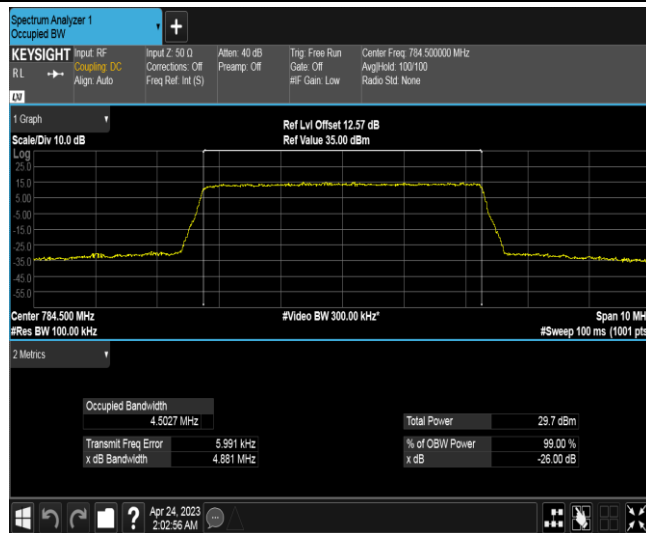 Spectrum Analyzer 1
Occupied BW
+
KEYSIGHT Input: RF Input Z: 50 Ω Atten: 40 dB Trig: Free Run Center Freq: 784.500000 MHz
RL Coupling: DC Corrections: Off Preamp: Off Gate: Off Avg|Hold: 100/100
Align: Auto Freq Ref: Int (S) #IF Gain: Low Radio Std: None
LXI
1 Graph
Ref Lvl Offset 12.57 dB
Scale/Div 10.0 dB Ref Value 35.00 dBm
Log
25.0
15.0
5.00
-5.00
-15.0
-25.0
-35.0
-45.0
-55.0
Center 784.500 MHz #Video BW 300.00 kHz* Span 10 MH
#Res BW 100.00 kHz #Sweep 100 ms (1001 pts
2 Metrics
Occupied Bandwidth
4.5027 MHz Total Power 29.7 dBm
Transmit Freq Error 5.991 kHz % of OBW Power 99.00 %
x dB Bandwidth 4.881 MHz x dB -26.00 dB
? Apr 24, 2023
2:02:56 AM